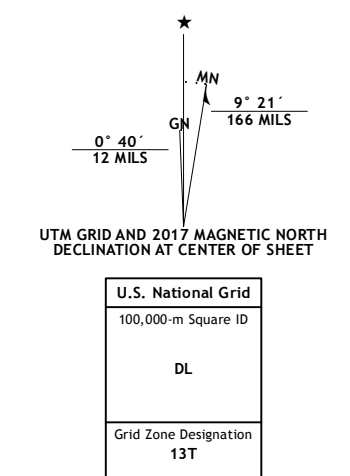 ★
MN
GN
9° 21´
166 MILS
0° 40´
12 MILS
UTM GRID AND 2017 MAGNETIC NORTH
DECLINATION AT CENTER OF SHEET
U.S. National Grid
100,000-m Square ID
DL
Grid Zone Designation
13T